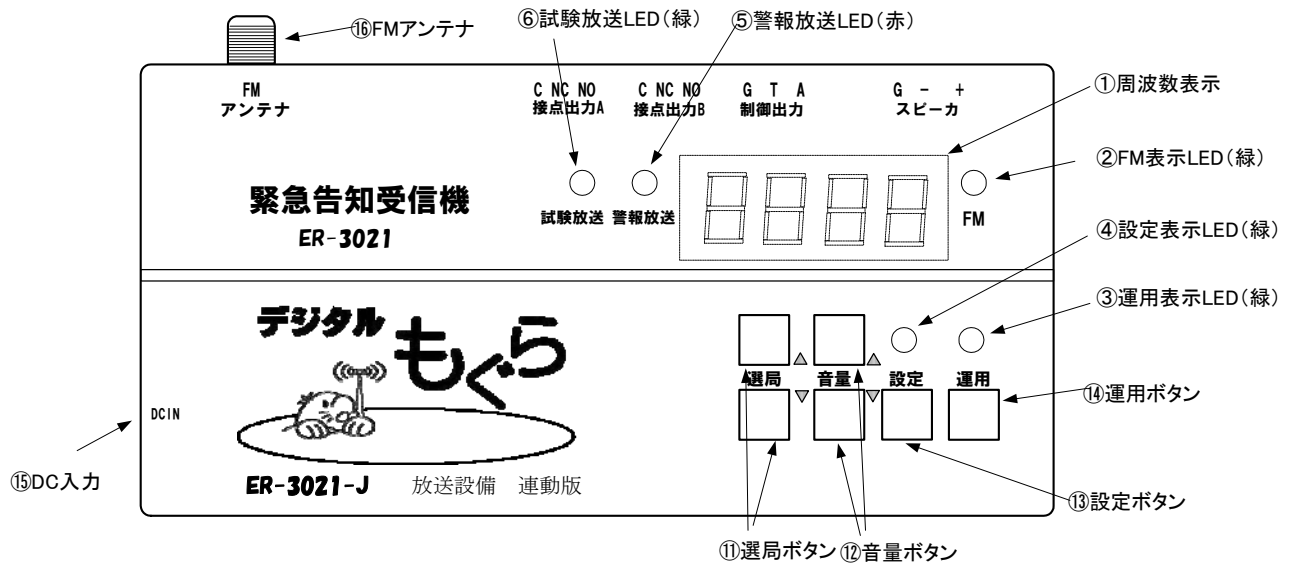 ⑥試験放送LED(緑)
⑤警報放送LED(赤)
⑯FMアンテナ
①周波数表示
FM
アンテナ
C NC NO
接点出力A
C NC NO
接点出力B
G T A
制御出力
G － +
スピーカ
②FM表示LED(緑)
緊急告知受信機
ER-3021
試験放送
警報放送
FM
④設定表示LED(緑)
③運用表示LED(緑)
デジタル
もぐら
選局
音量
設定
運用
DCIN
⑭運用ボタン
⑮DC入力
ER-3021-J 放送設備 連動版
⑬設定ボタン
⑪選局ボタン
⑫音量ボタン